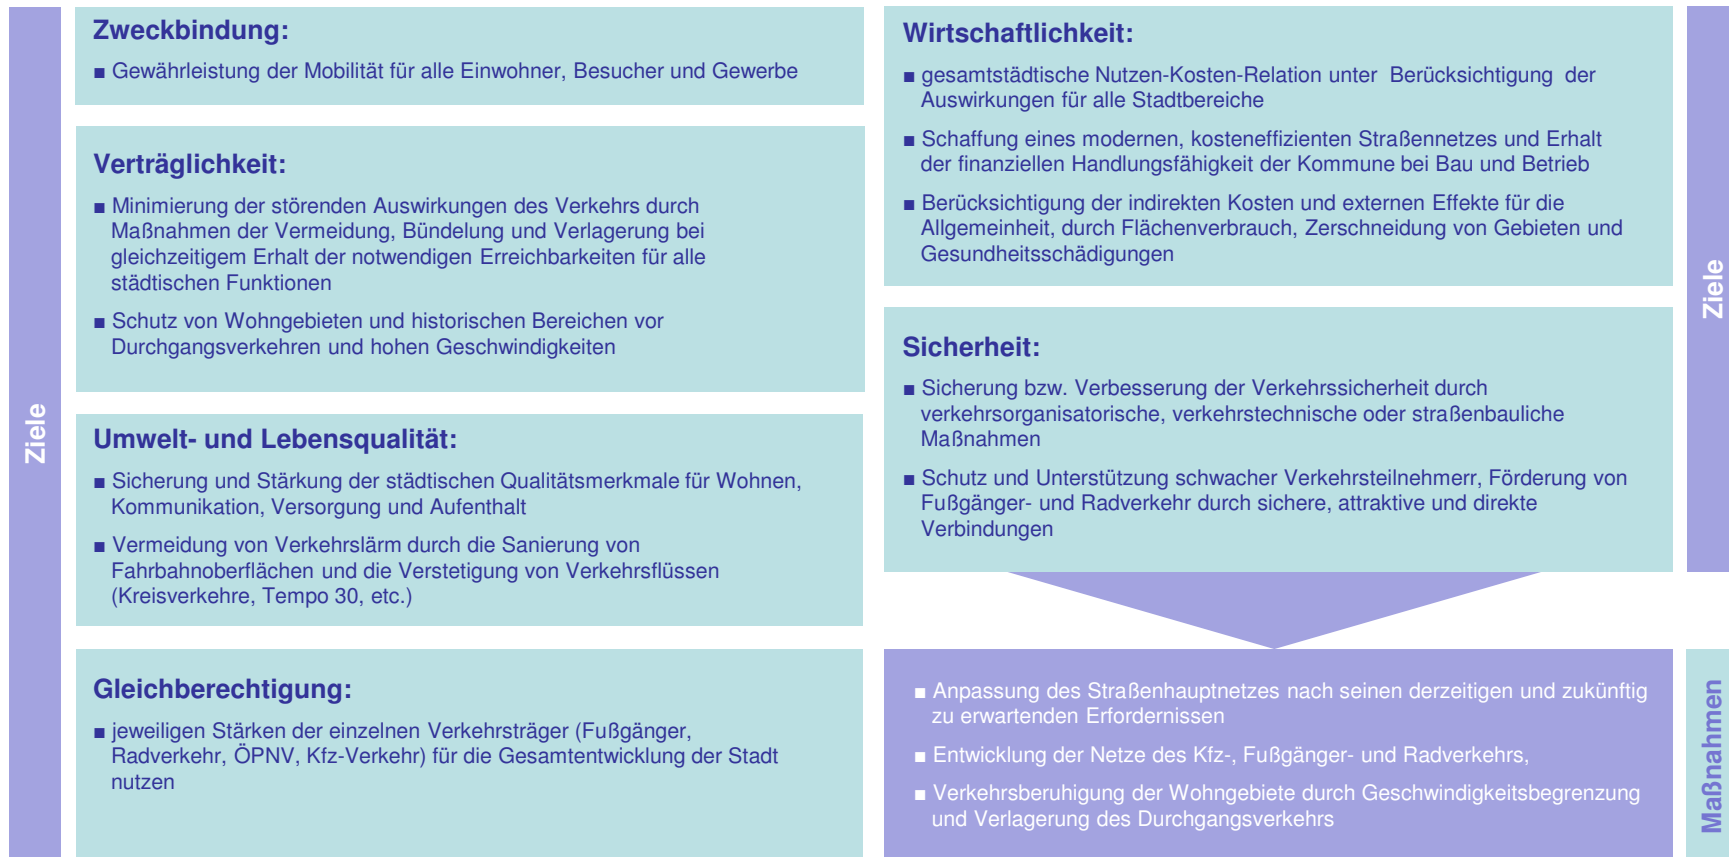 Ziele
Zweckbindung:
■ Gewährleistung der Mobilität für alle Einwohner, Besucher und Gewerbe
Verträglichkeit:
■ Minimierung der störenden Auswirkungen des Verkehrs durch
Maßnahmen der Vermeidung, Bündelung und Verlagerung bei
gleichzeitigem Erhalt der notwendigen Erreichbarkeiten für alle
städtischen Funktionen
■ Schutz von Wohngebieten und historischen Bereichen vor
Durchgangsverkehren und hohen Geschwindigkeiten
Umwelt- und Lebensqualität:
■ Sicherung und Stärkung der städtischen Qualitätsmerkmale für Wohnen,
Kommunikation, Versorgung und Aufenthalt
■ Vermeidung von Verkehrslärm durch die Sanierung von
Fahrbahnoberflächen und die Verstetigung von Verkehrsflüssen
(Kreisverkehre, Tempo 30, etc.)
Gleichberechtigung:
■ jeweiligen Stärken der einzelnen Verkehrsträger (Fußgänger,
Radverkehr, ÖPNV, Kfz-Verkehr) für die Gesamtentwicklung der Stadt
nutzen
Wirtschaftlichkeit:
■ gesamtstädtische Nutzen-Kosten-Relation unter Berücksichtigung der
Auswirkungen für alle Stadtbereiche
■ Schaffung eines modernen, kosteneffizienten Straßennetzes und Erhalt
der finanziellen Handlungsfähigkeit der Kommune bei Bau und Betrieb
■ Berücksichtigung der indirekten Kosten und externen Effekte für die
Allgemeinheit, durch Flächenverbrauch, Zerschneidung von Gebieten und
Gesundheitsschädigungen
Sicherheit:
■ Sicherung bzw. Verbesserung der Verkehrssicherheit durch
verkehrsorganisatorische, verkehrstechnische oder straßenbauliche
Maßnahmen
■ Schutz und Unterstützung schwacher Verkehrsteilnehmerr, Förderung von
Fußgänger- und Radverkehr durch sichere, attraktive und direkte
Verbindungen
Ziele
■ Anpassung des Straßenhauptnetzes nach seinen derzeitigen und zukünftig
zu erwartenden Erfordernissen
■ Entwicklung der Netze des Kfz-, Fußgänger- und Radverkehrs,
■ Verkehrsberuhigung der Wohngebiete durch Geschwindigkeitsbegrenzung
und Verlagerung des Durchgangsverkehrs
Maßnahmen